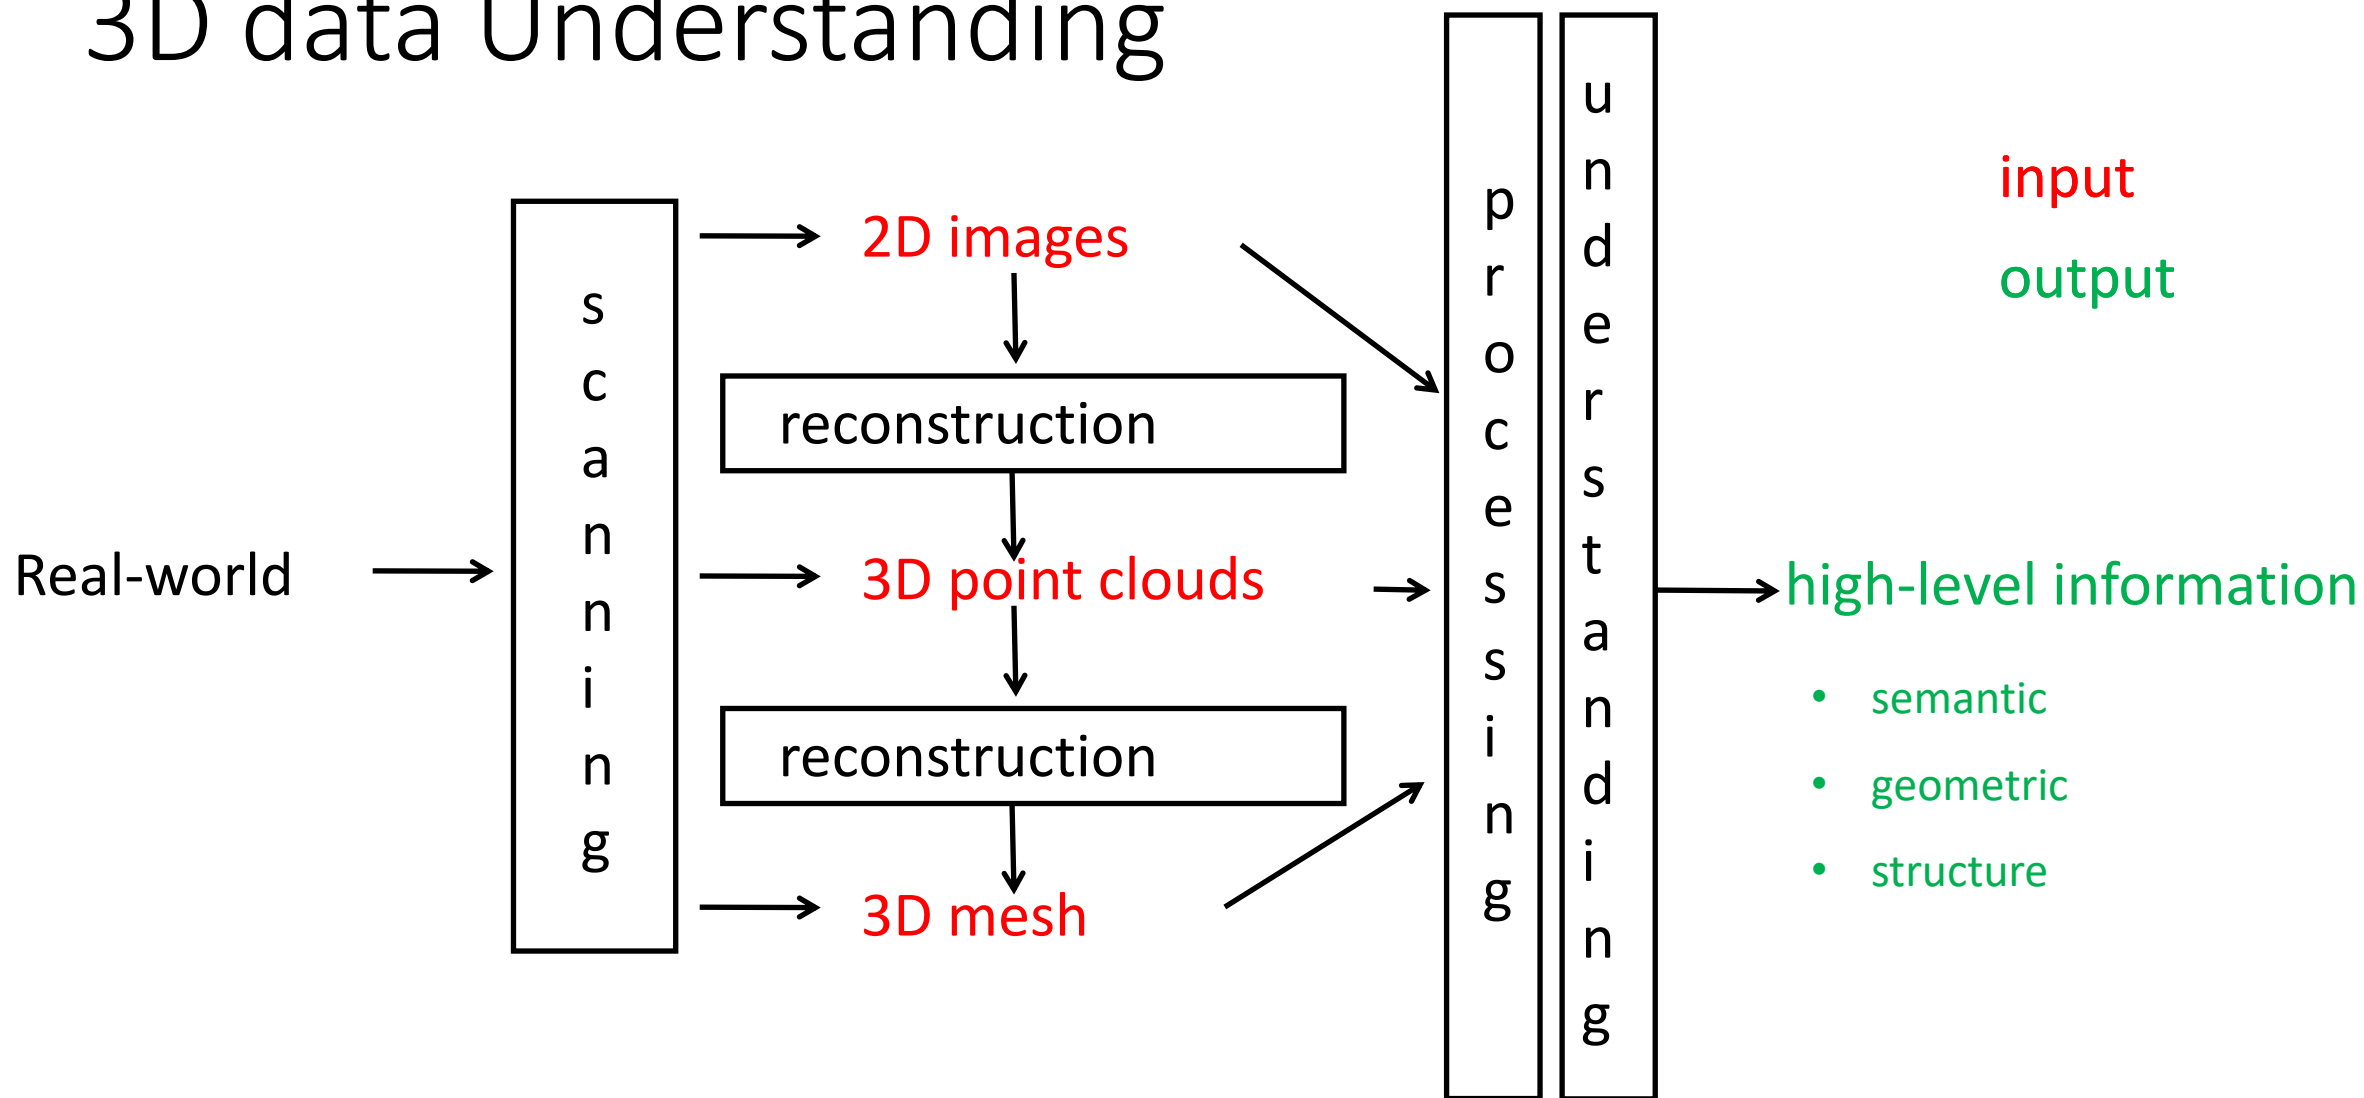 3D data Understanding
Real-world
scanning
2D images
reconstruction
3D point clouds
reconstruction
3D mesh
processing
understanding
input
output
high-level information
• semantic
• geometric
• structure